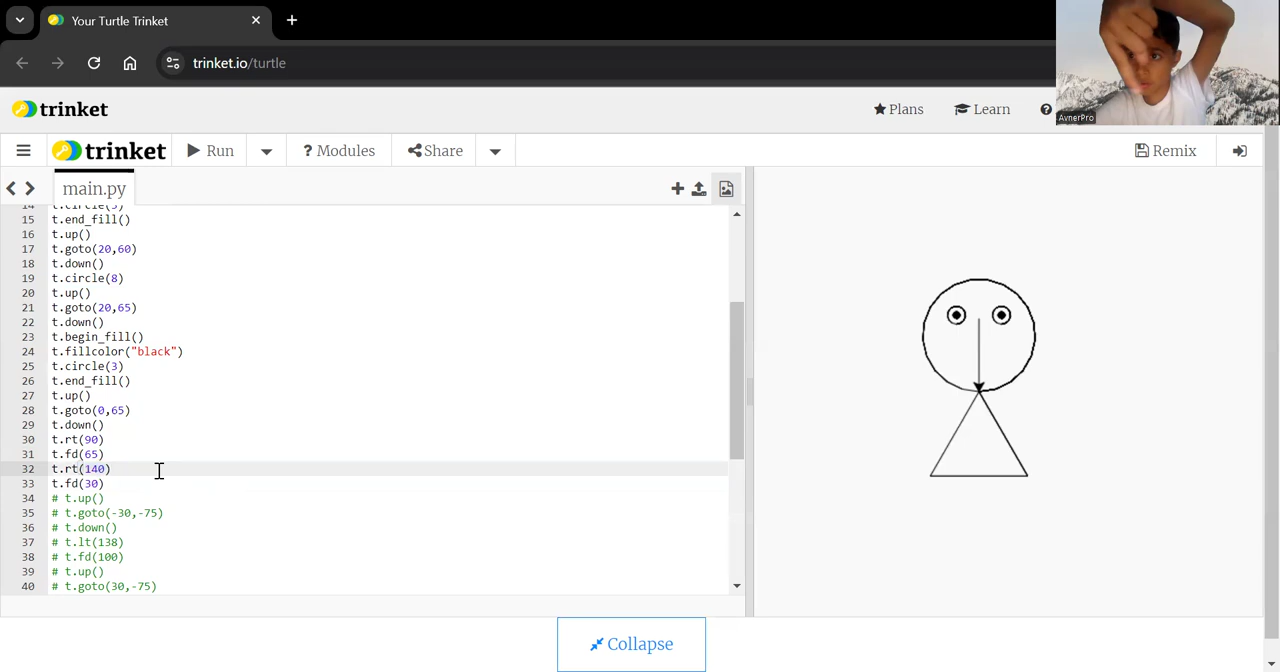 Your Turtle Trinket
trinket.io/turtle
AvnerPro
trinket
Plans
Learn
?
trinket
Run
? Modules
Share
Remix
main.py
14 t.circle(5)
15 t.end_fill()
16 t.up()
17 t.goto(20,60)
18 t.down()
19 t.circle(8)
20 t.up()
21 t.goto(20,65)
22 t.down()
23 t.begin_fill()
24 t.fillcolor("black")
25 t.circle(3)
26 t.end_fill()
27 t.up()
28 t.goto(0,65)
29 t.down()
30 t.rt(90)
31 t.fd(65)
32 t.rt(140)
33 t.fd(30)
34 # t.up()
35 # t.goto(-30,-75)
36 # t.down()
37 # t.lt(138)
38 # t.fd(100)
39 # t.up()
40 # t.goto(30,-75)
Collapse